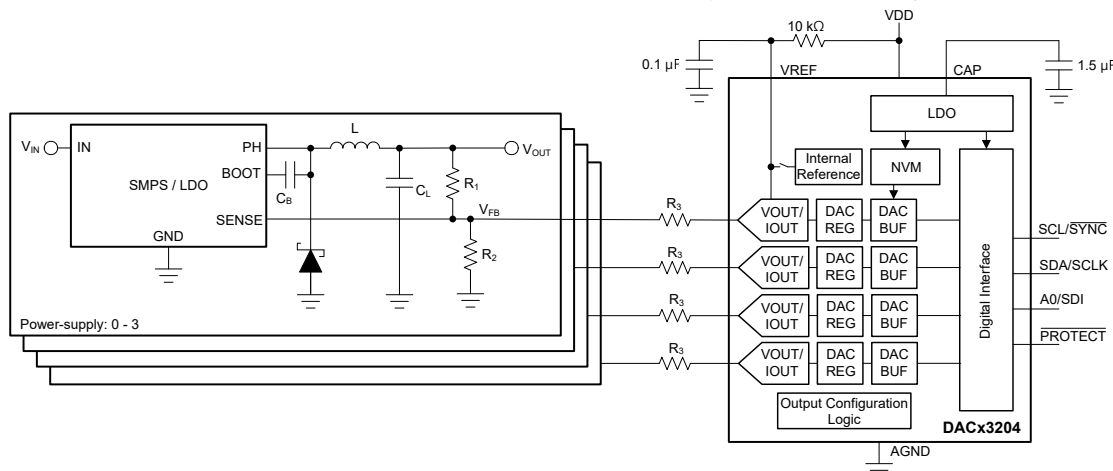 VDD
10 kΩ
0.1 µF
VREF
CAP
1.5 µF
LDO
Internal
Reference
NVM
VIN
IN
PH
L
VOUT
BOOT
SMPS / LDO
CB
CL
R1
SENSE
VFB
GND
R2
Power-supply: 0 - 3
R3
VOUT/
IOUT
DAC
REG
DAC
BUF
R3
VOUT/
IOUT
DAC
REG
DAC
BUF
R3
VOUT/
IOUT
DAC
REG
DAC
BUF
R3
VOUT/
IOUT
DAC
REG
DAC
BUF
Digital Interface
SCL/SYNC
SDA/SCLK
A0/SDI
PROTECT
Output Configuration
Logic
DACx3204
AGND